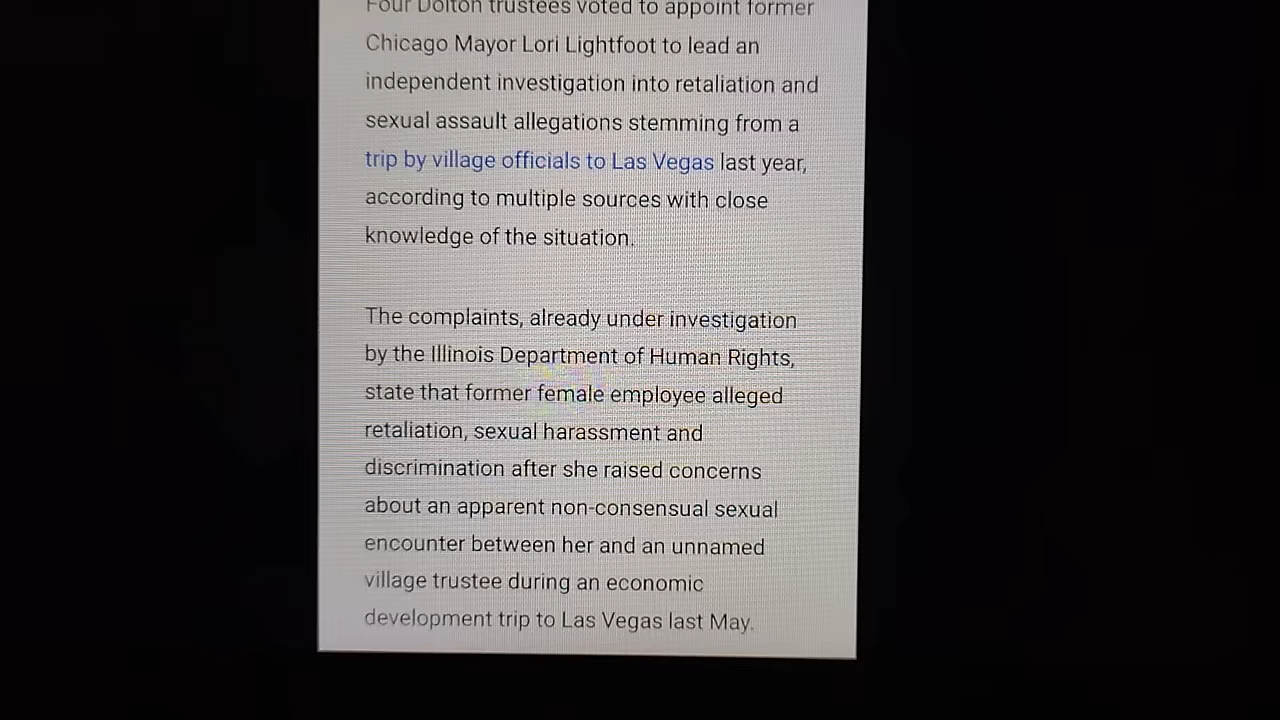 Four Dolton trustees voted to appoint former
Chicago Mayor Lori Lightfoot to lead an
independent investigation into retaliation and
sexual assault allegations stemming from a
trip by village officials to Las Vegas last year,
according to multiple sources with close
knowledge of the situation.
The complaints, already under investigation
by the Illinois Department of Human Rights,
state that former female employee alleged
retaliation, sexual harassment and
discrimination after she raised concerns
about an apparent non-consensual sexual
encounter between her and an unnamed
village trustee during an economic
development trip to Las Vegas last May.